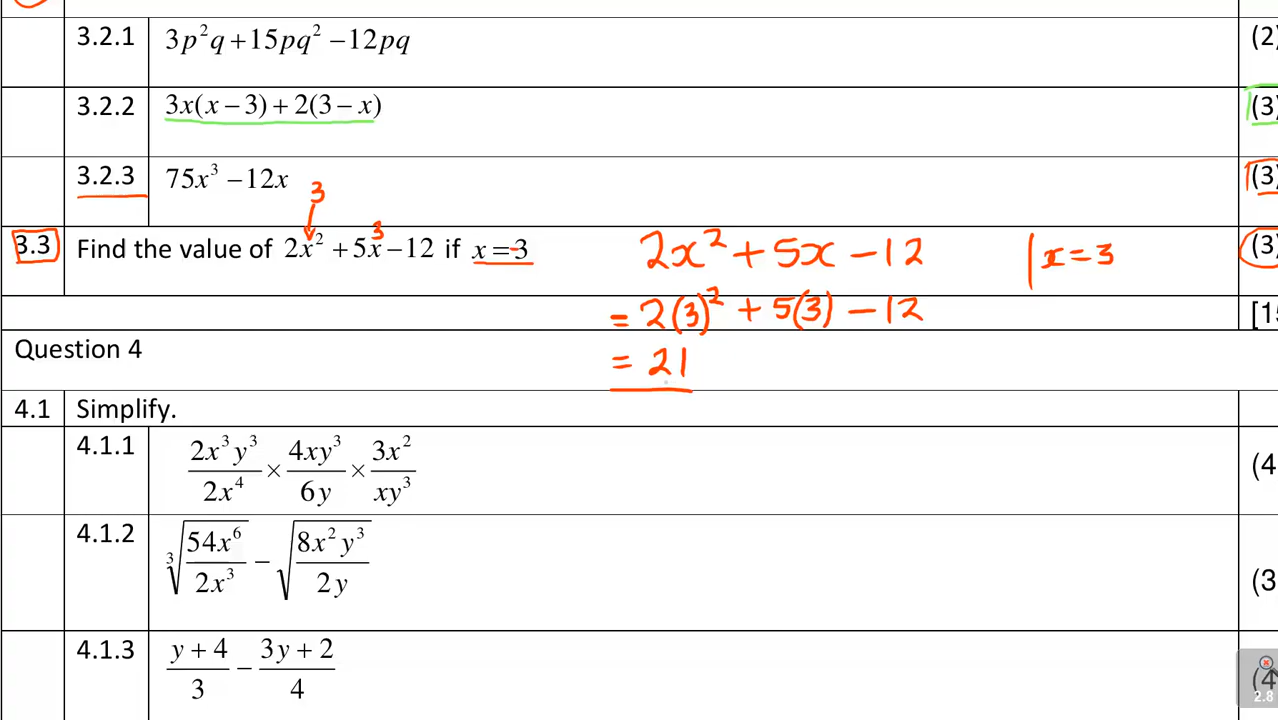 3.2.1 3p²q + 15pq² − 12pq (2)
3.2.2 3x(x − 3) + 2(3 − x) (3)
3.2.3 75x³ − 12x (3)
3 3
3.3 Find the value of 2x² + 5x − 12 if x = 3 2x² + 5x − 12 | x = 3 (3)
= 2(3)² + 5(3) − 12
[15
= 21
Question 4
4.1 Simplify.
4.1.1 2x³y³/2x⁴ × 4xy³/6y × 3x²/xy³ (4
4.1.2 ∛(54x⁶/2x³) − √(8x²y³/2y) (3
4.1.3 (y + 4)/3 − (3y + 2)/4 (4
2.8